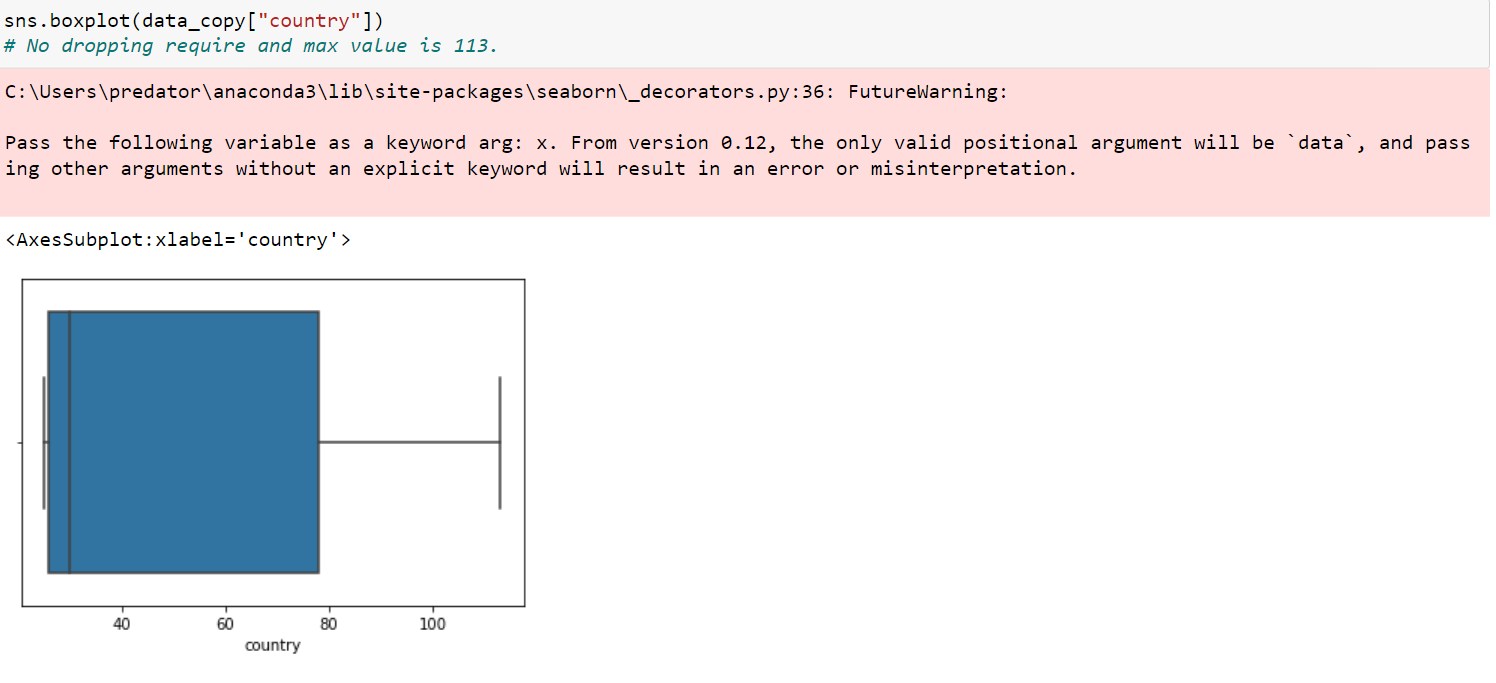 sns.boxplot(data_copy["country"])
# No dropping require and max value is 113.
C:\Users\predator\anaconda3\lib\site-packages\seaborn\_decorators.py:36: FutureWarning:
Pass the following variable as a keyword arg: x. From version 0.12, the only valid positional argument will be `data`, and pass
ing other arguments without an explicit keyword will result in an error or misinterpretation.
<AxesSubplot:xlabel='country'>
40 60 80 100
country